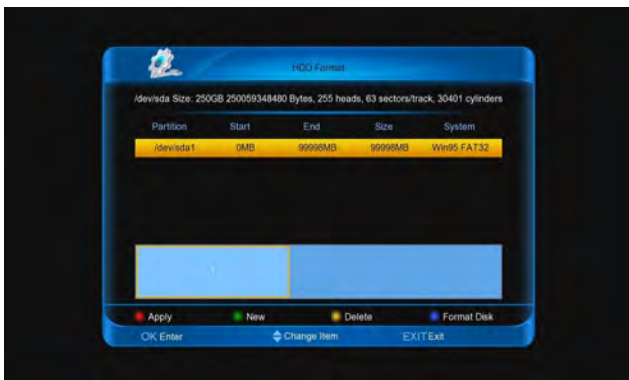 HDD Format
/dev/sda Size: 250GB 250059348480 Bytes, 255 heads, 63 sectors/track, 30401 cylinders
Partition Start End Size System
/dev/sda1 0MB 99998MB 99998MB Win95 FAT32
Apply New Delete Format Disk
OK Enter Change Item EXIT Exit